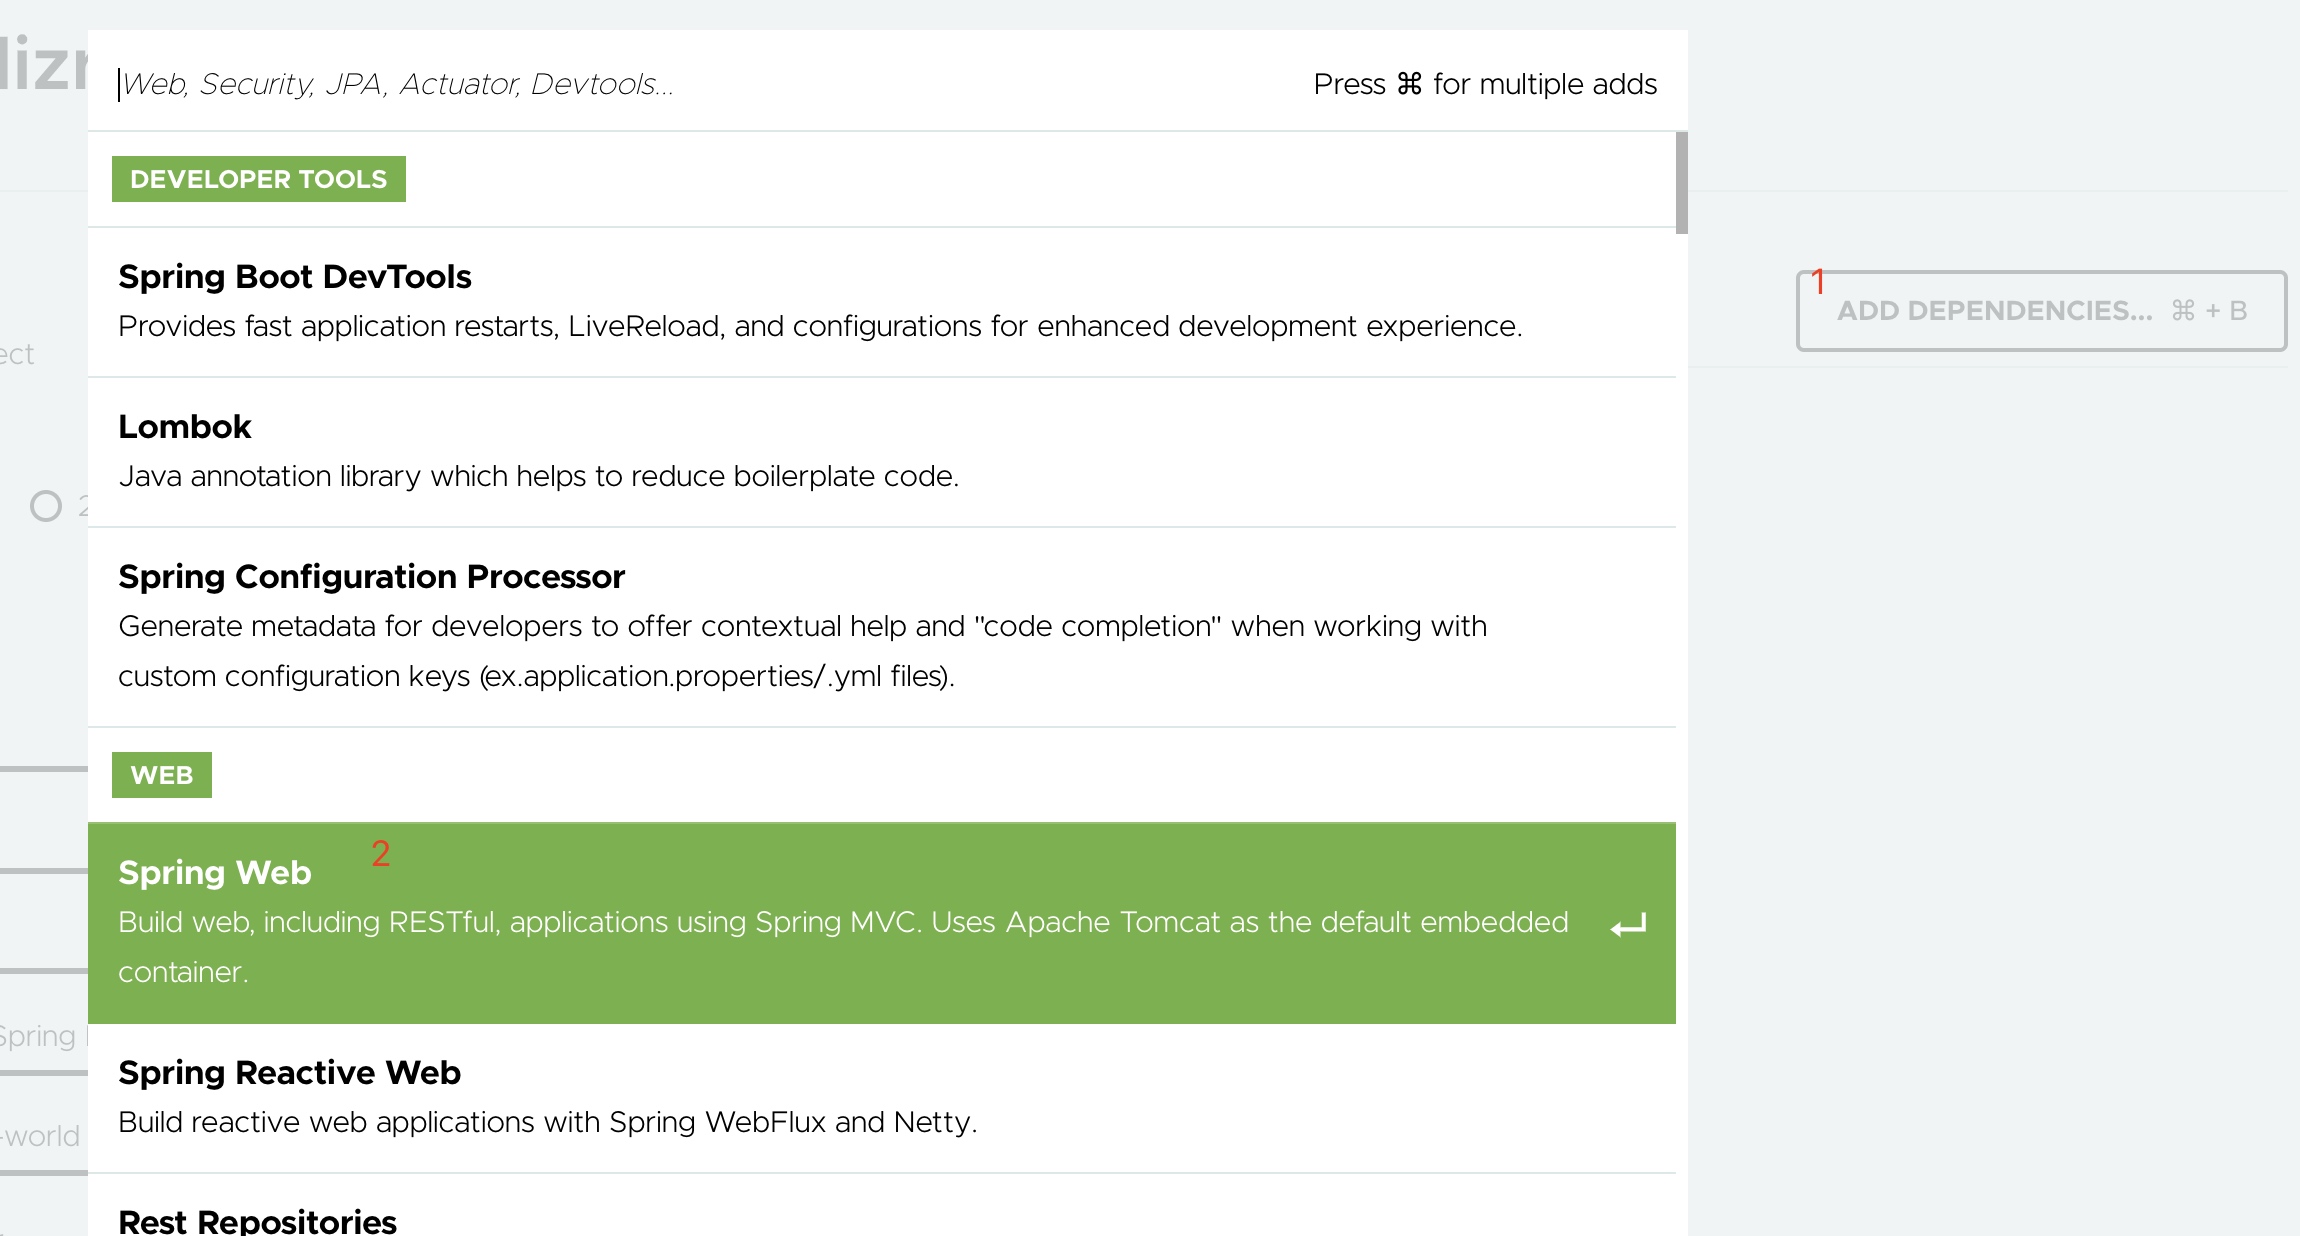 Web, Security, JPA, Actuator, Devtools...
Press ⌘ for multiple adds
DEVELOPER TOOLS
Spring Boot DevTools
Provides fast application restarts, LiveReload, and configurations for enhanced development experience.
1
ADD DEPENDENCIES... ⌘ + B
ect
Lombok
Java annotation library which helps to reduce boilerplate code.
Spring Configuration Processor
Generate metadata for developers to offer contextual help and "code completion" when working with
custom configuration keys (ex.application.properties/.yml files).
WEB
Spring Web
2
Build web, including RESTful, applications using Spring MVC. Uses Apache Tomcat as the default embedded
container.
Spring
Spring Reactive Web
Build reactive web applications with Spring WebFlux and Netty.
-world
Rest Repositories